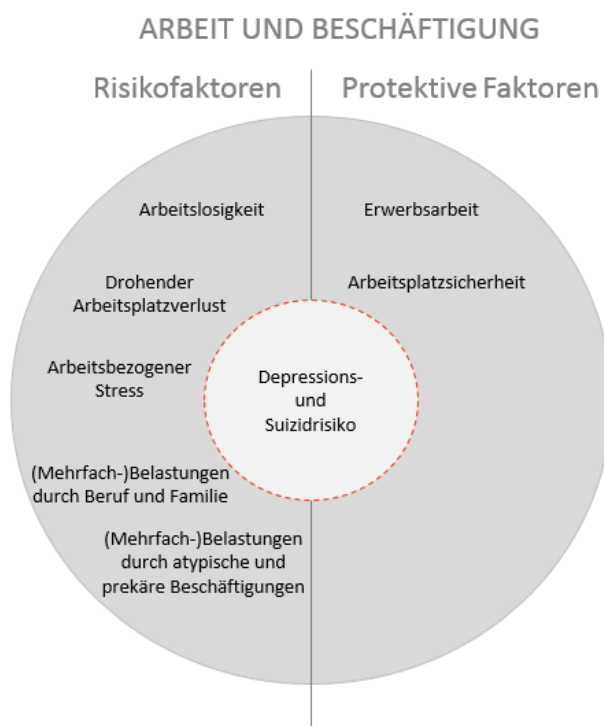 ARBEIT UND BESCHÄFTIGUNG
Risikofaktoren
Protektive Faktoren
Arbeitslosigkeit
Drohender
Arbeitsplatzverlust
Arbeitsbezogener
Stress
(Mehrfach-)Belastungen
durch Beruf und Familie
(Mehrfach-)Belastungen
durch atypische und
prekäre Beschäftigungen
Depressions-
und
Suizidrisiko
Erwerbsarbeit
Arbeitsplatzsicherheit